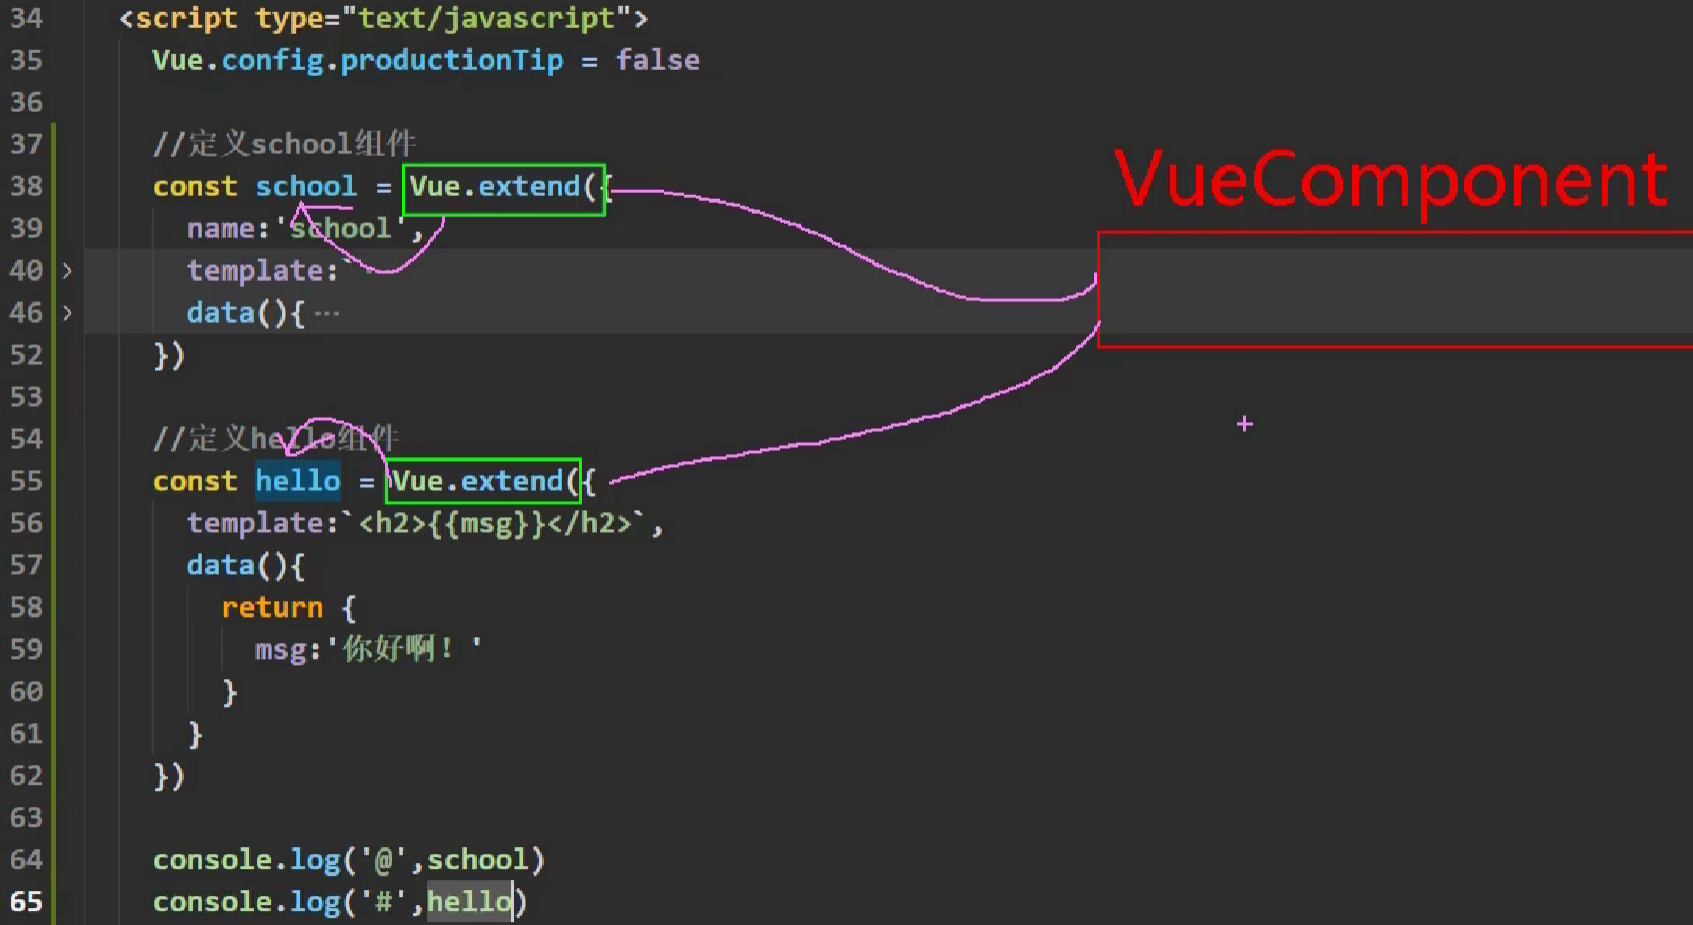 34 <script type="text/javascript">
35 Vue.config.productionTip = false
36
37 //定义school组件
38 const school = Vue.extend({
VueComponent
39 name:'school',
40 > template:`
46 > data(){ ···
52 })
53
54 //定义hello组件
55 const hello = Vue.extend({
56 template:`<h2>{{msg}}</h2>`,
57 data(){
58 return {
59 msg:'你好啊！'
60 }
61 }
62 })
63
64 console.log('@',school)
65 console.log('#',hello)